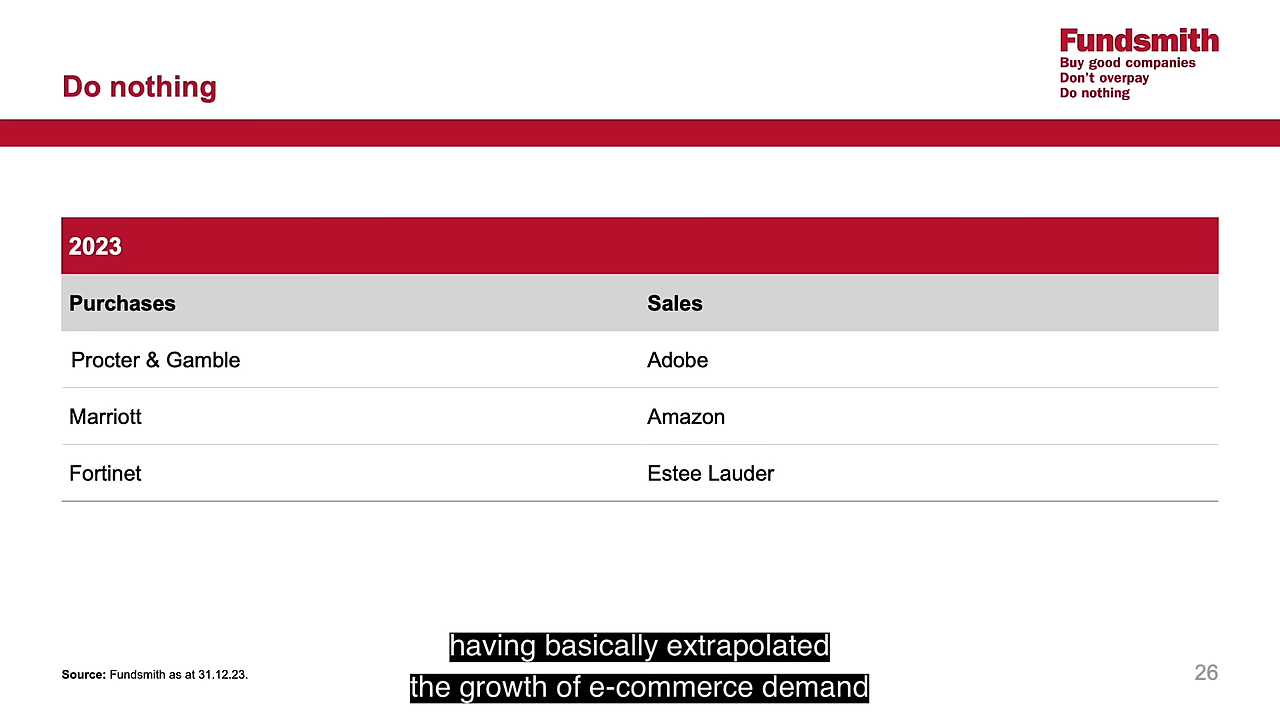 Fundsmith
Buy good companies
Don't overpay
Do nothing
Do nothing
2023
Purchases Sales
Procter & Gamble Adobe
Marriott Amazon
Fortinet Estee Lauder
having basically extrapolated
the growth of e-commerce demand
Source: Fundsmith as at 31.12.23.
26